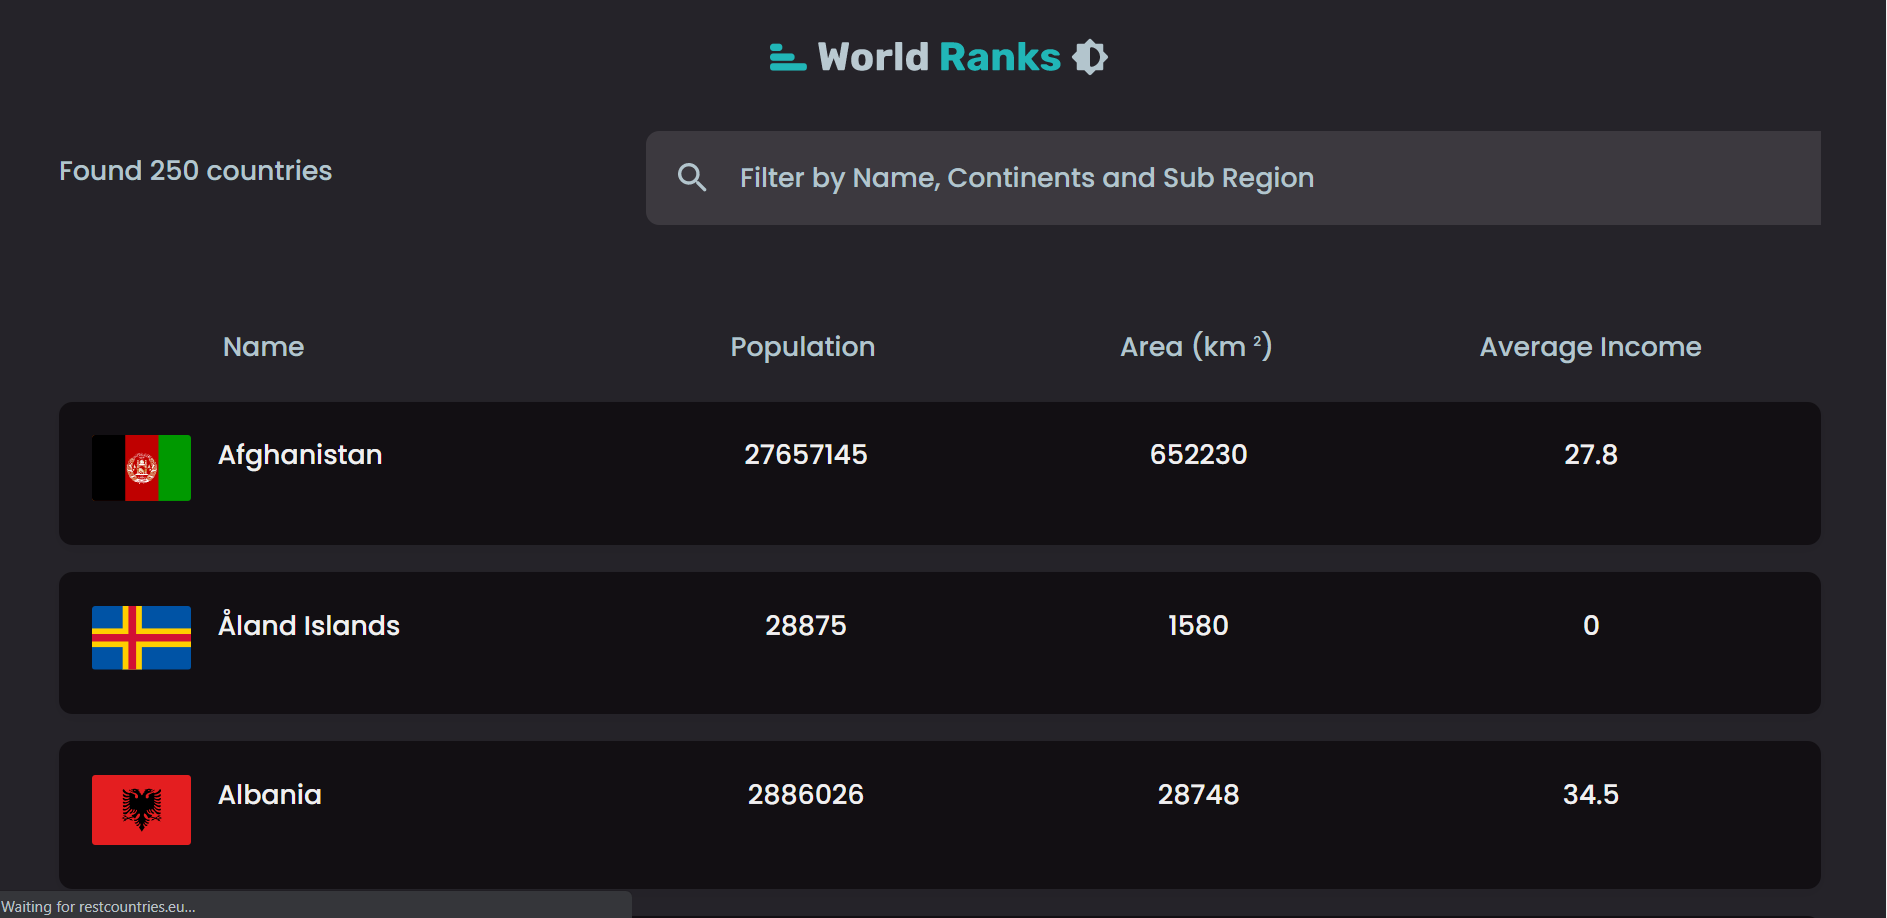 World Ranks
Found 250 countries
Filter by Name, Continents and Sub Region
Name Population Area (km ²) Average Income
Afghanistan 27657145 652230 27.8
Åland Islands 28875 1580 0
Albania 2886026 28748 34.5
Waiting for restcountries.eu...